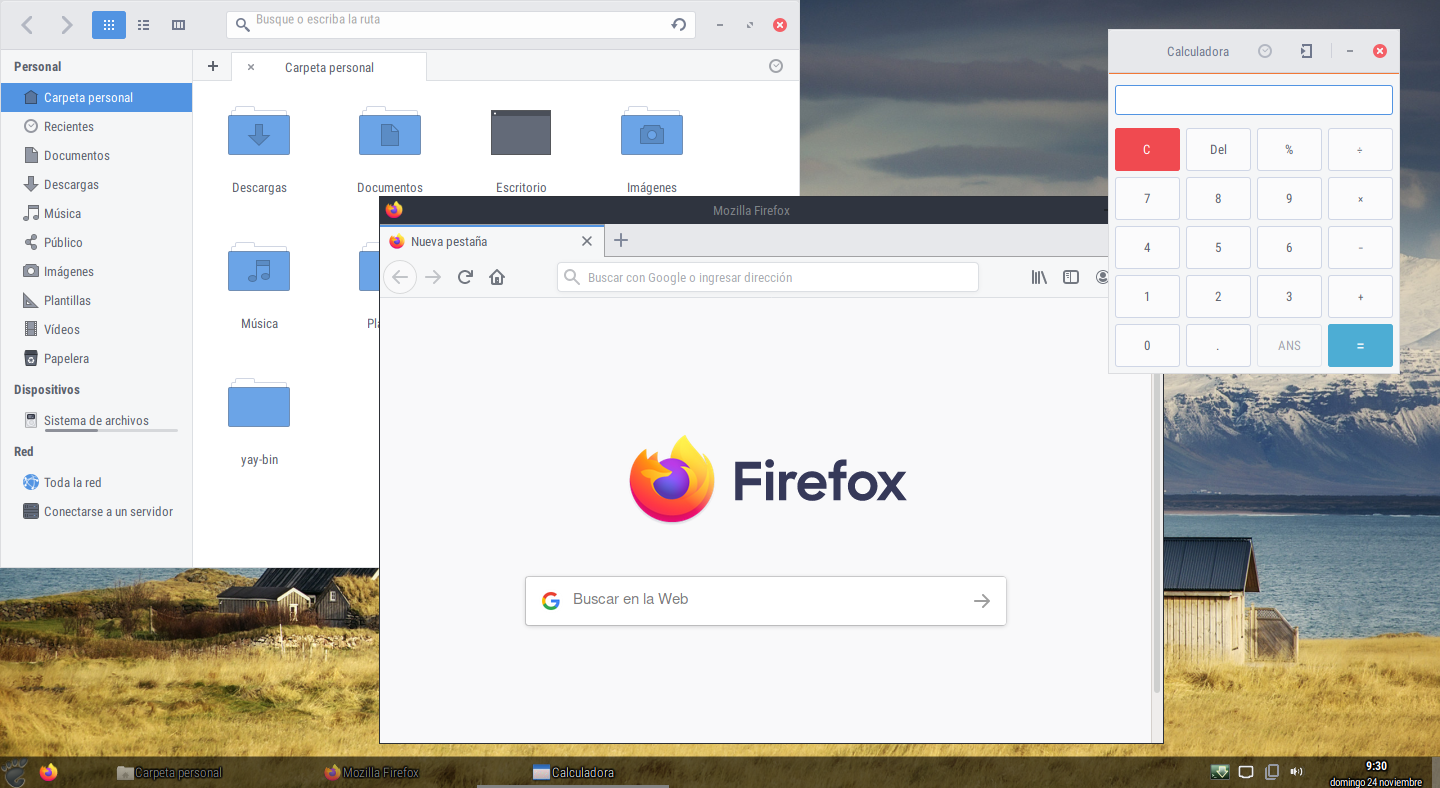 Busque o escriba la ruta
Personal
Carpeta personal
Recientes
Documentos
Descargas
Música
Público
Imágenes
Plantillas
Vídeos
Papelera
Dispositivos
Sistema de archivos
Red
Toda la red
Conectarse a un servidor
Carpeta personal
Descargas
Documentos
Escritorio
Imágenes
Música
Pla
yay-bin
Mozilla Firefox
Nueva pestaña
Buscar con Google o ingresar dirección
Firefox
Buscar en la Web
Calculadora
C Del % ÷
7 8 9 ×
4 5 6 -
1 2 3 +
0 . ANS =
Carpeta personal
Mozilla Firefox
Calculadora
9:30
domingo 24 noviembre